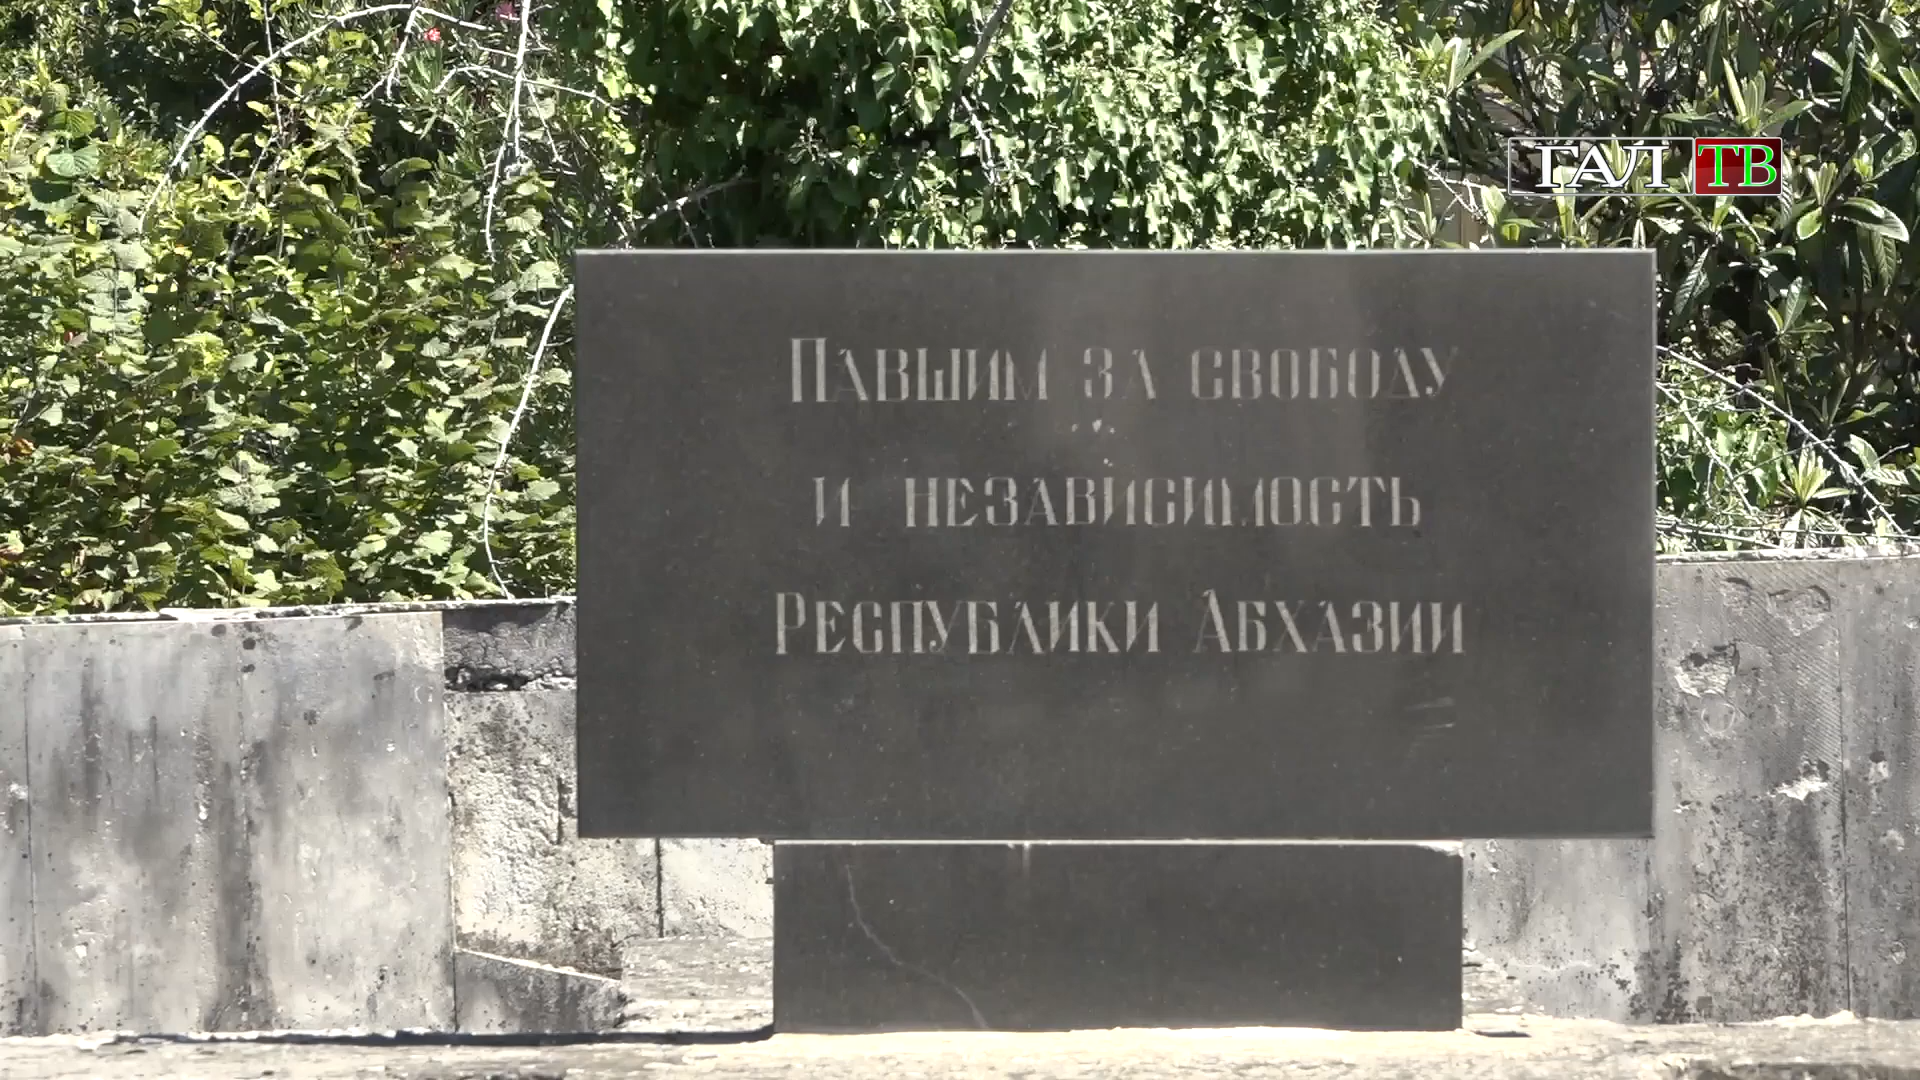 ГАЛ ТВ
Павшим за свободу
и независимость
Республики Абхазии